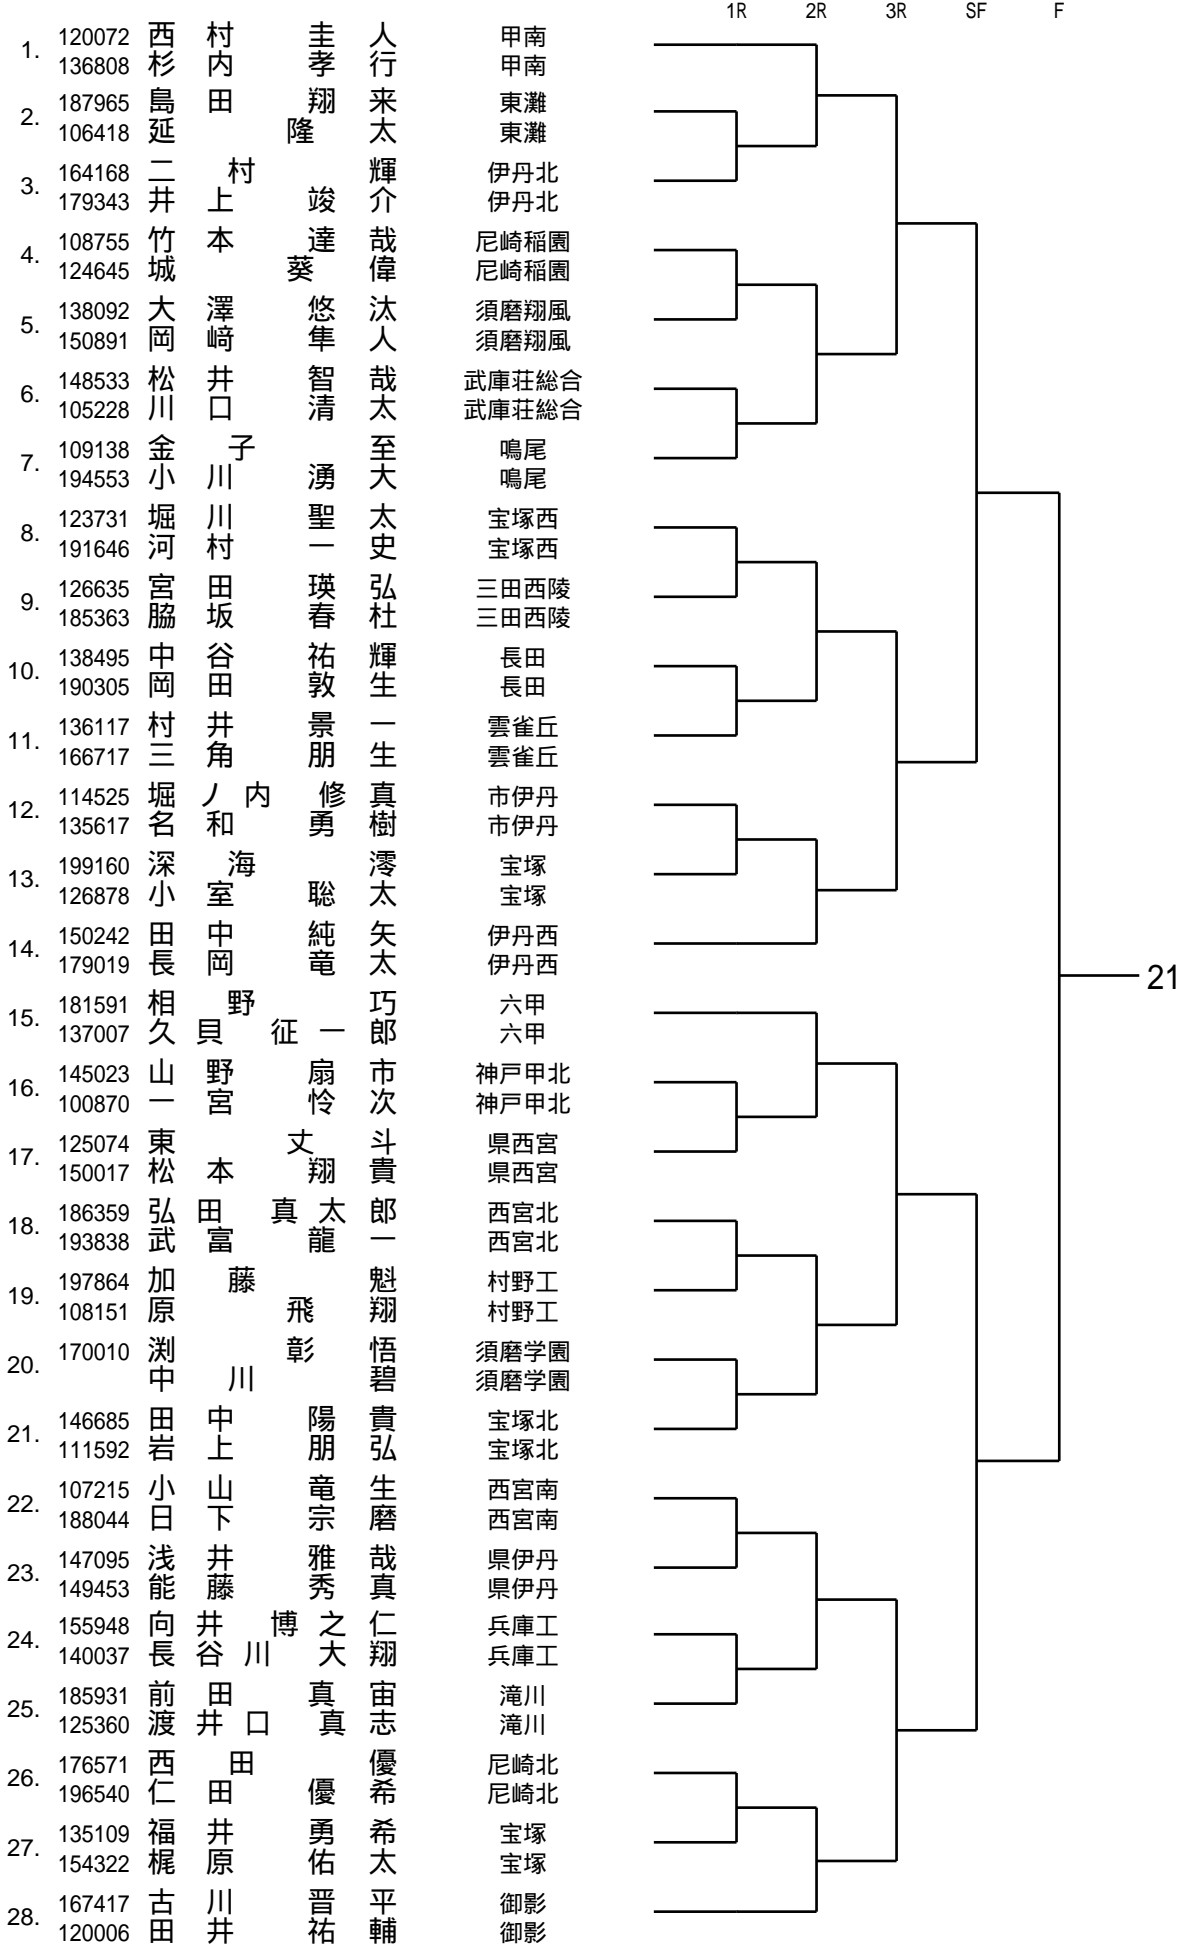 1R 2R 3R SF F
1. 120072 西村 圭人 甲南
136808 杉内 孝行 甲南
2. 187965 島田 翔来 東灘
106418 延 隆太 東灘
3. 164168 二村 輝 伊丹北
179343 井上 竣介 伊丹北
4. 108755 竹本 達哉 尼崎稲園
124645 城 葵偉 尼崎稲園
5. 138092 大澤 悠汰 須磨翔風
150891 岡﨑 隼人 須磨翔風
6. 148533 松井 智哉 武庫荘総合
105228 川口 清太 武庫荘総合
7. 109138 金子 至 鳴尾
194553 小川 湧大 鳴尾
8. 123731 堀川 聖太 宝塚西
191646 河村 一史 宝塚西
9. 126635 宮田 瑛弘 三田西陵
185363 脇坂 春杜 三田西陵
10. 138495 中谷 祐輝 長田
190305 岡田 敦生 長田
11. 136117 村井 景一 雲雀丘
166717 三角 朋生 雲雀丘
12. 114525 堀ノ内 修真 市伊丹
135617 名和 勇樹 市伊丹
13. 199160 深海 澪 宝塚
126878 小室 聡太 宝塚
14. 150242 田中 純矢 伊丹西
179019 長岡 竜太 伊丹西
21
15. 181591 相野 巧 六甲
137007 久貝 征一郎 六甲
16. 145023 山野 扇市 神戸甲北
100870 一宮 怜次 神戸甲北
17. 125074 東 丈斗 県西宮
150017 松本 翔貴 県西宮
18. 186359 弘田 真太郎 西宮北
193838 武富 龍一 西宮北
19. 197864 加藤 魁 村野工
108151 原 飛翔 村野工
20. 170010 渕 彰悟 須磨学園
中川 碧 須磨学園
21. 146685 田中 陽貴 宝塚北
111592 岩上 朋弘 宝塚北
22. 107215 小山 竜生 西宮南
188044 日下 宗磨 西宮南
23. 147095 浅井 雅哉 県伊丹
149453 能藤 秀真 県伊丹
24. 155948 向井 博之仁 兵庫工
140037 長谷川 大翔 兵庫工
25. 185931 前田 真宙 滝川
125360 渡井口 真志 滝川
26. 176571 西田 優 尼崎北
196540 仁田 優希 尼崎北
27. 135109 福井 勇希 宝塚
154322 梶原 佑太 宝塚
28. 167417 古川 晋平 御影
120006 田井 祐輔 御影